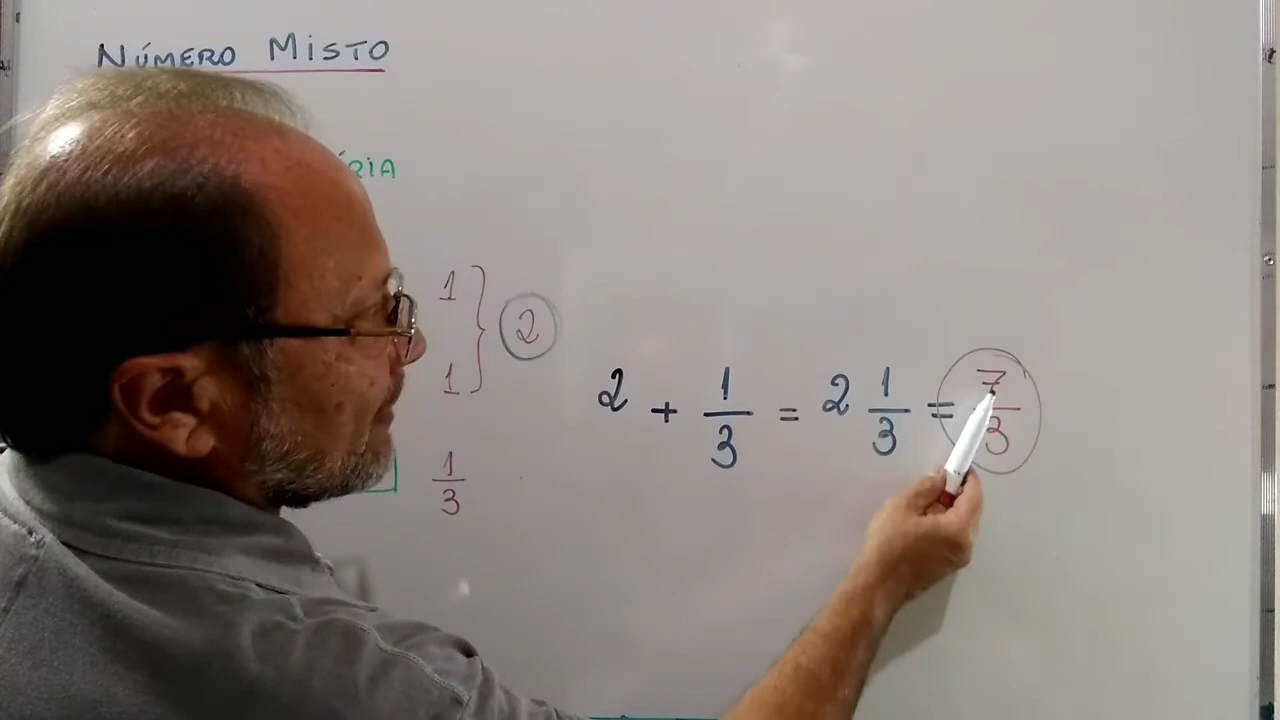 NÚMERO MISTO
1
1
2
2 + 1/3 = 2 1/3 = 7/3
1/3